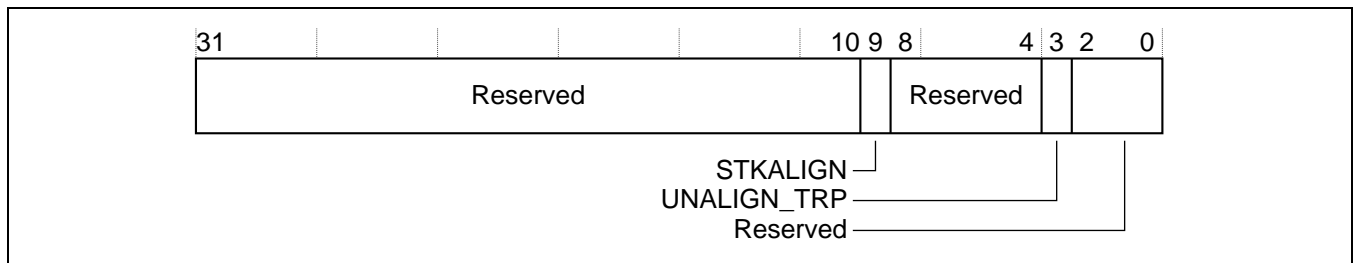 31 10 9 8 4 3 2 0
Reserved Reserved
STKALIGN
UNALIGN_TRP
Reserved